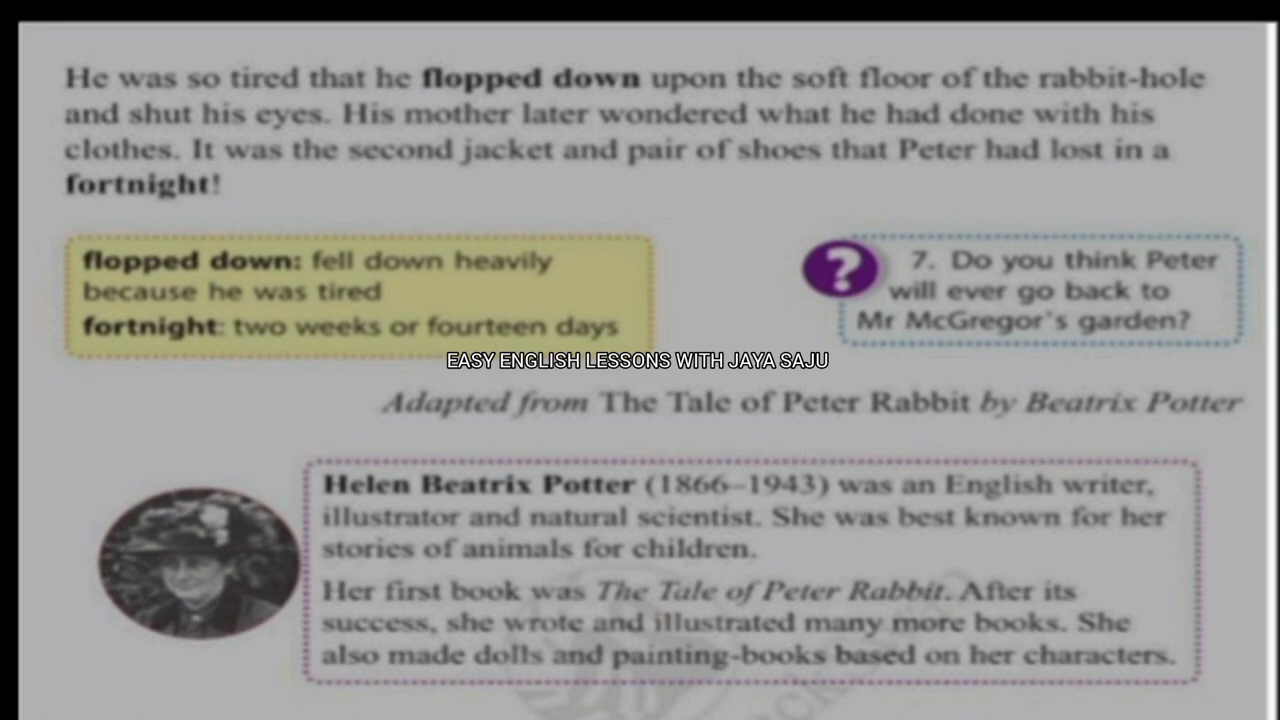 He was so tired that he flopped down upon the soft floor of the rabbit-hole
and shut his eyes. His mother later wondered what he had done with his
clothes. It was the second jacket and pair of shoes that Peter had lost in a
fortnight!
flopped down: fell down heavily
because he was tired
fortnight: two weeks or fourteen days
?
7. Do you think Peter
will ever go back to
Mr McGregor's garden?
EASY ENGLISH LESSONS WITH JAYA SAJU
Adapted from The Tale of Peter Rabbit by Beatrix Potter
Helen Beatrix Potter (1866–1943) was an English writer,
illustrator and natural scientist. She was best known for her
stories of animals for children.
Her first book was The Tale of Peter Rabbit. After its
success, she wrote and illustrated many more books. She
also made dolls and painting-books based on her characters.